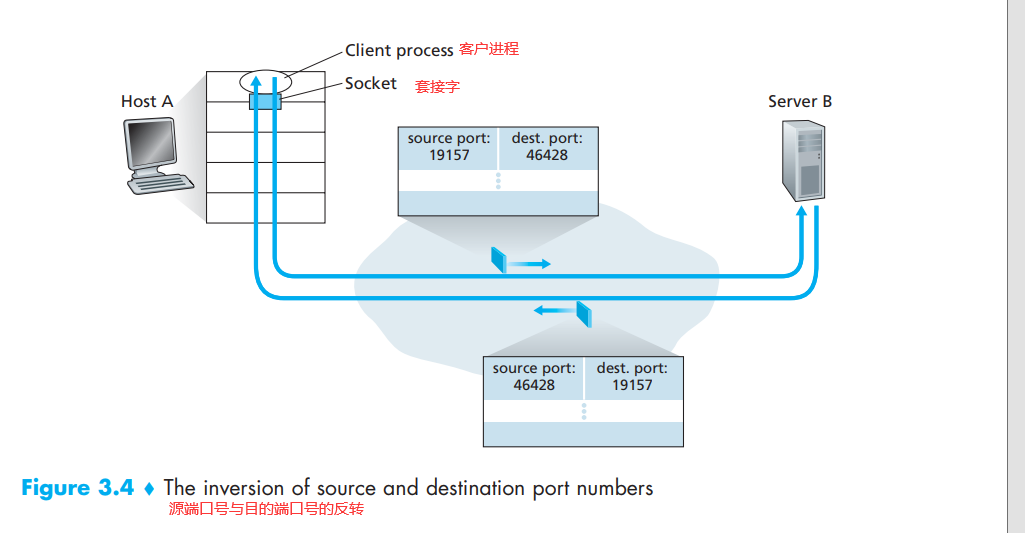 Client process 客户进程
Socket 套接字
Host A
Server B
source port: dest. port:
19157 46428
source port: dest. port:
46428 19157
Figure 3.4 ♦ The inversion of source and destination port numbers
源端口号与目的端口号的反转